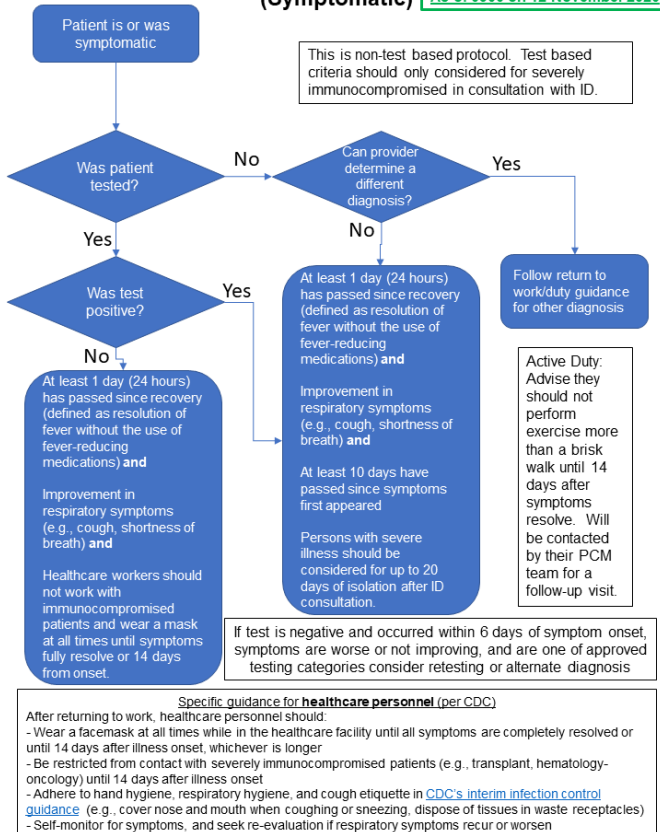 (Symptomatic)
Patient is or was
symptomatic
This is non-test based protocol. Test based
criteria should only considered for severely
immunocompromised in consultation with ID.
Was patient
tested?
No
Can provider
determine a
different
diagnosis?
Yes
Yes
No
Was test
positive?
Yes
No
At least 1 day (24 hours)
has passed since recovery
(defined as resolution of
fever without the use of
fever-reducing
medications) and
Improvement in
respiratory symptoms
(e.g., cough, shortness of
breath) and
At least 10 days have
passed since symptoms
first appeared
Persons with severe
illness should be
considered for up to 20
days of isolation after ID
consultation.
Follow return to
work/duty guidance
for other diagnosis
At least 1 day (24 hours)
has passed since recovery
(defined as resolution of
fever without the use of
fever-reducing
medications) and
Improvement in
respiratory symptoms
(e.g., cough, shortness of
breath) and
Healthcare workers should
not work with
immunocompromised
patients and wear a mask
at all times until symptoms
fully resolve or 14 days
from onset.
Active Duty:
Advise they
should not
perform
exercise more
than a brisk
walk until 14
days after
symptoms
resolve. Will
be contacted
by their PCM
team for a
follow-up visit.
If test is negative and occurred within 6 days of symptom onset,
symptoms are worse or not improving, and are one of approved
testing categories consider retesting or alternate diagnosis
Specific guidance for healthcare personnel (per CDC)
After returning to work, healthcare personnel should:
- Wear a facemask at all times while in the healthcare facility until all symptoms are completely resolved or
until 14 days after illness onset, whichever is longer
- Be restricted from contact with severely immunocompromised patients (e.g., transplant, hematology-
oncology) until 14 days after illness onset
- Adhere to hand hygiene, respiratory hygiene, and cough etiquette in CDC's interim infection control
guidance (e.g., cover nose and mouth when coughing or sneezing, dispose of tissues in waste receptacles)
- Self-monitor for symptoms, and seek re-evaluation if respiratory symptoms recur or worsen